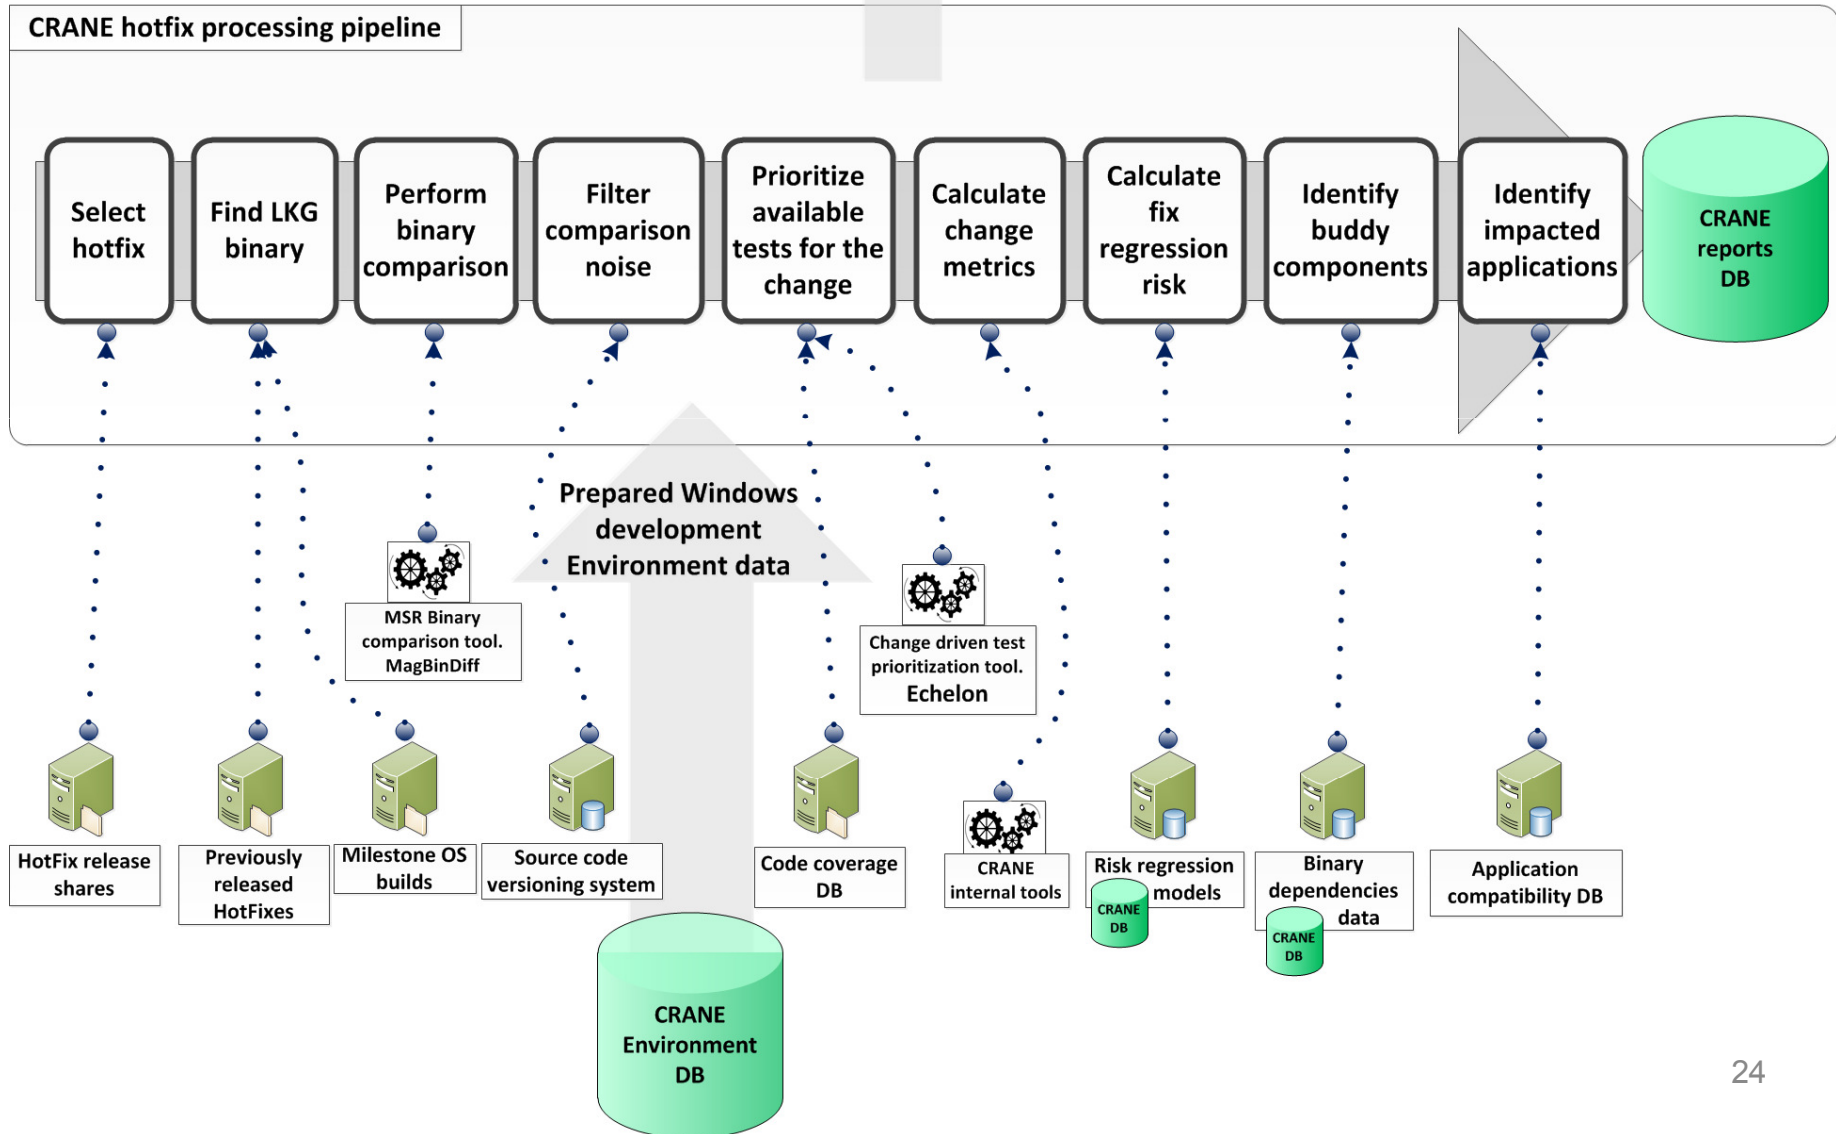 CRANE hotfix processing pipeline
Select
hotfix
Find LKG
binary
Perform
binary
comparison
Filter
comparison
noise
Prioritize
available
tests for the
change
Calculate
change
metrics
Calculate
fix
regression
risk
Identify
buddy
components
Identify
impacted
applications
CRANE
reports
DB
Prepared Windows
development
Environment data
MSR Binary
comparison tool.
MagBinDiff
Change driven test
prioritization tool.
Echelon
HotFix release
shares
Previously
released
HotFixes
Milestone OS
builds
Source code
versioning system
Code coverage
DB
CRANE
internal tools
Risk regression
models
CRANE
DB
Binary
dependencies
data
CRANE
DB
Application
compatibility DB
CRANE
Environment
DB
24